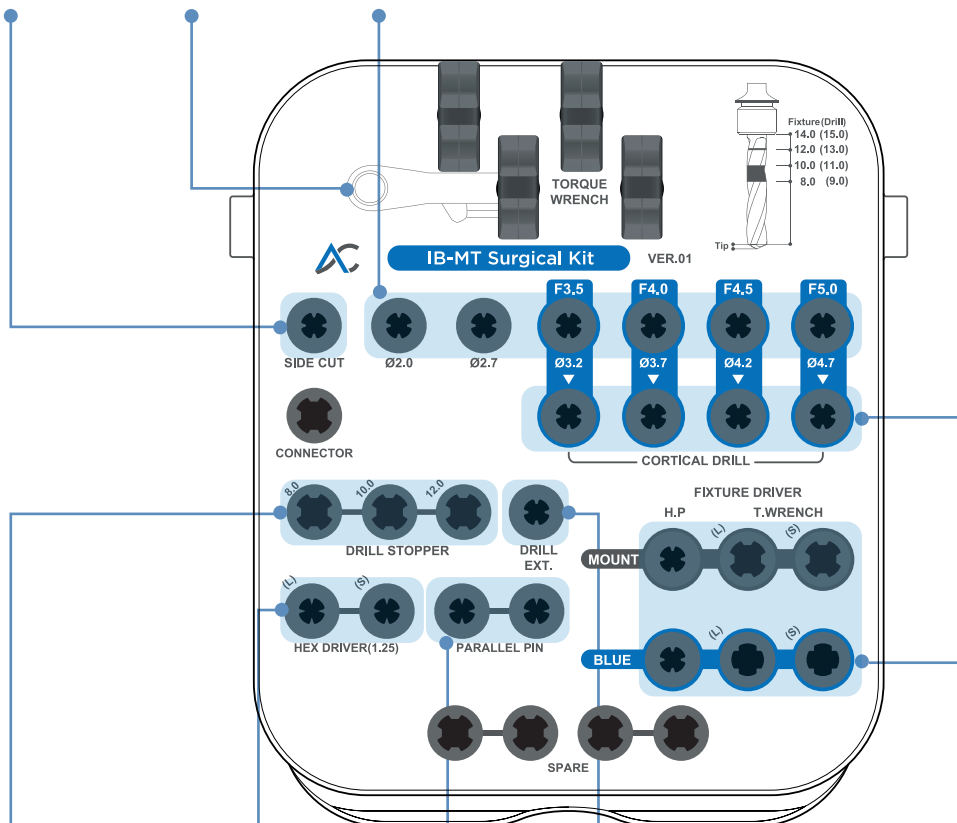 Fixture(Drill)
14.0 (15.0)
12.0 (13.0)
10.0 (11.0)
8.0 (9.0)
Tip
TORQUE
WRENCH
AC
IB-MT Surgical Kit
VER.01
F3.5 F4.0 F4.5 F5.0
SIDE CUT Ø2.0 Ø2.7 Ø3.2 Ø3.7 Ø4.2 Ø4.7
CONNECTOR
CORTICAL DRILL
8.0 10.0 12.0
DRILL STOPPER
DRILL
EXT.
FIXTURE DRIVER
H.P T.WRENCH
(L) (S)
MOUNT
(L) (S)
HEX DRIVER(1.25)
PARALLEL PIN
(L) (S)
BLUE
SPARE